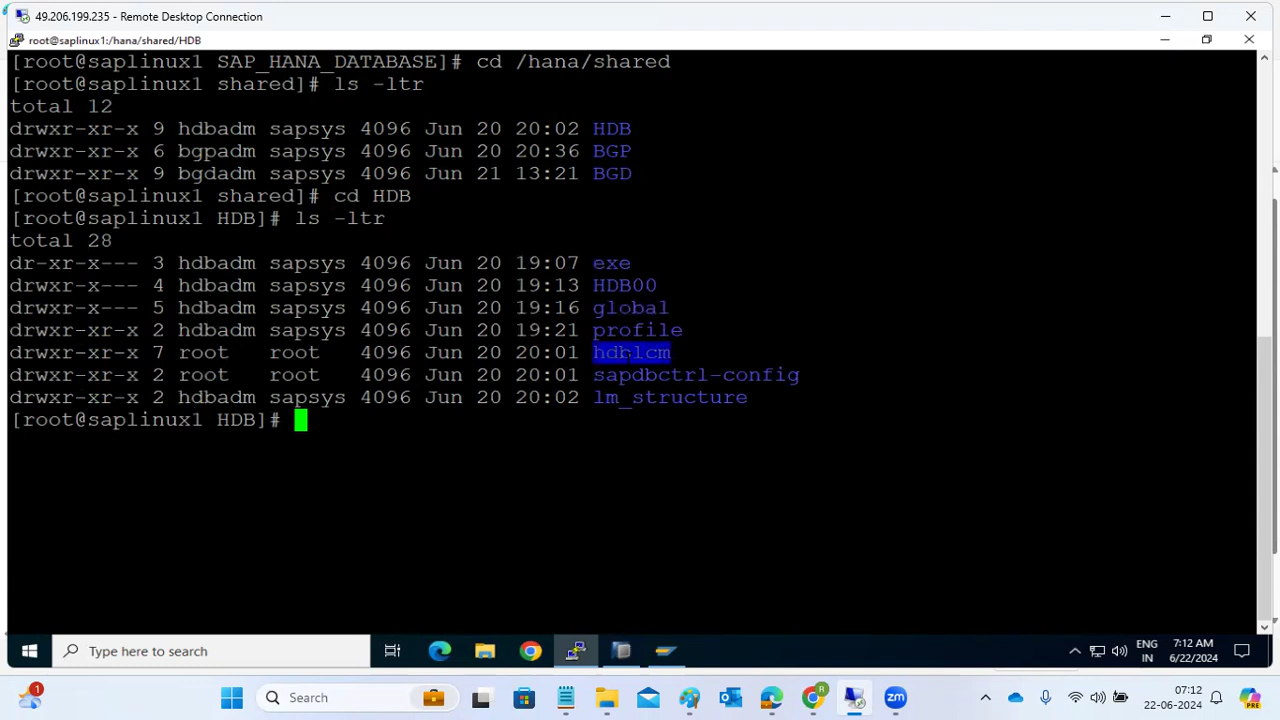 49.206.199.235 - Remote Desktop Connection
root@saplinux1:/hana/shared/HDB
[root@saplinux1 SAP_HANA_DATABASE]# cd /hana/shared
[root@saplinux1 shared]# ls -ltr
total 12
drwxr-xr-x 9 hdbadm sapsys 4096 Jun 20 20:02 HDB
drwxr-xr-x 6 bgpadm sapsys 4096 Jun 20 20:36 BGP
drwxr-xr-x 9 bgdadm sapsys 4096 Jun 21 13:21 BGD
[root@saplinux1 shared]# cd HDB
[root@saplinux1 HDB]# ls -ltr
total 28
dr-xr-x--- 3 hdbadm sapsys 4096 Jun 20 19:07 exe
drwxr-xr-x 4 hdbadm sapsys 4096 Jun 20 19:13 HDB00
drwxr-x--- 5 hdbadm sapsys 4096 Jun 20 19:16 global
drwxr-xr-x 2 hdbadm sapsys 4096 Jun 20 19:21 profile
drwxr-xr-x 7 root root 4096 Jun 20 20:01 hdblcm
drwxr-xr-x 2 root root 4096 Jun 20 20:01 sapdbctrl-config
drwxr-xr-x 2 hdbadm sapsys 4096 Jun 20 20:02 lm_structure
[root@saplinux1 HDB]#
Type here to search
ENG
IN
7:12 AM
6/22/2024
1
Search
zm
07:12
22-06-2024
PRE